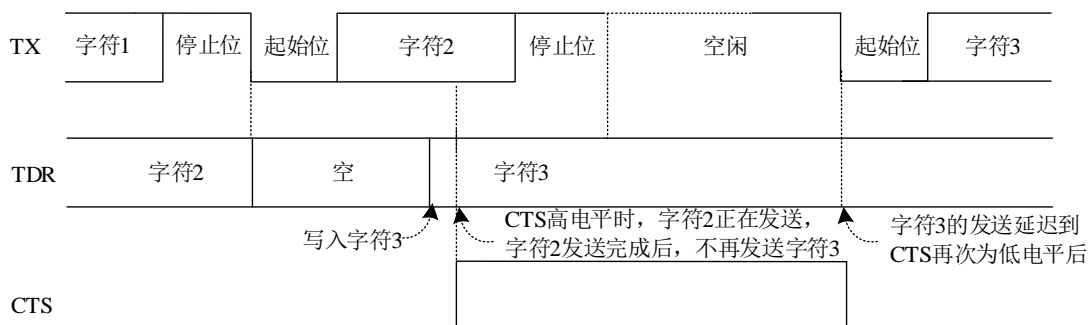 TX 字符1 停止位 起始位 字符2 停止位 空闲 起始位 字符3
TDR 字符2 空 字符3
写入字符3
CTS高电平时，字符2正在发送，
字符2发送完成后，不再发送字符3
字符3的发送延迟到
CTS再次为低电平后
CTS